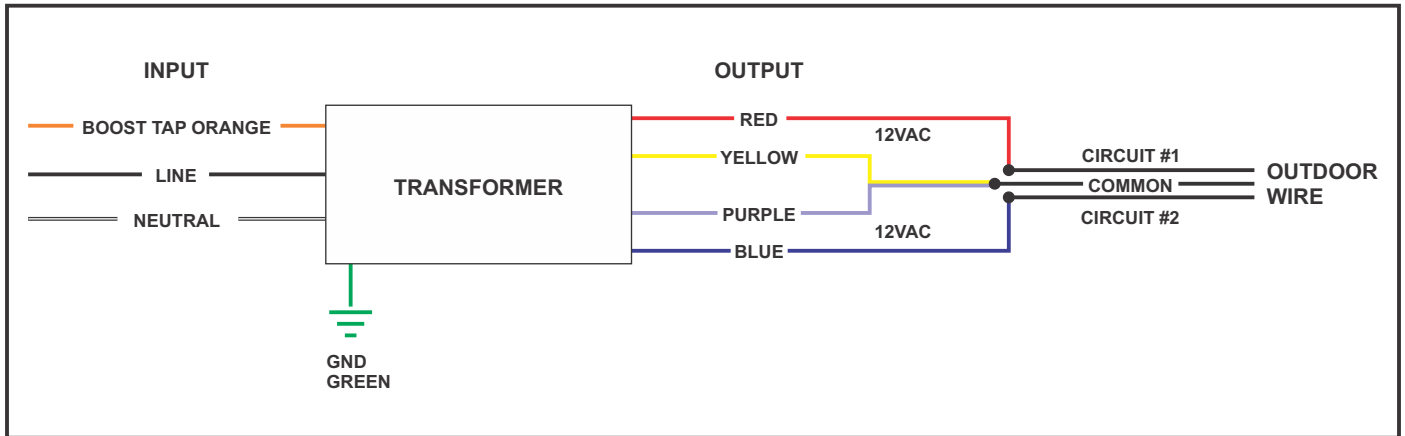 INPUT
OUTPUT
BOOST TAP ORANGE
LINE
NEUTRAL
TRANSFORMER
GND
GREEN
RED
12VAC
YELLOW
PURPLE
12VAC
BLUE
CIRCUIT #1
COMMON
CIRCUIT #2
OUTDOOR
WIRE